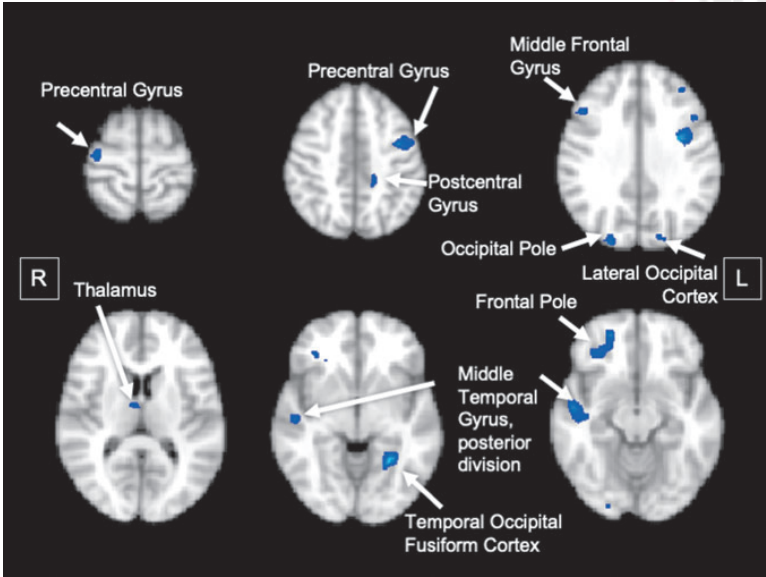 Middle Frontal
Gyrus
Precentral Gyrus
Precentral Gyrus
Postcentral
Gyrus
Occipital Pole
Lateral Occipital
Cortex
R
L
Thalamus
Frontal Pole
Middle
Temporal
Gyrus,
posterior
division
Temporal Occipital
Fusiform Cortex